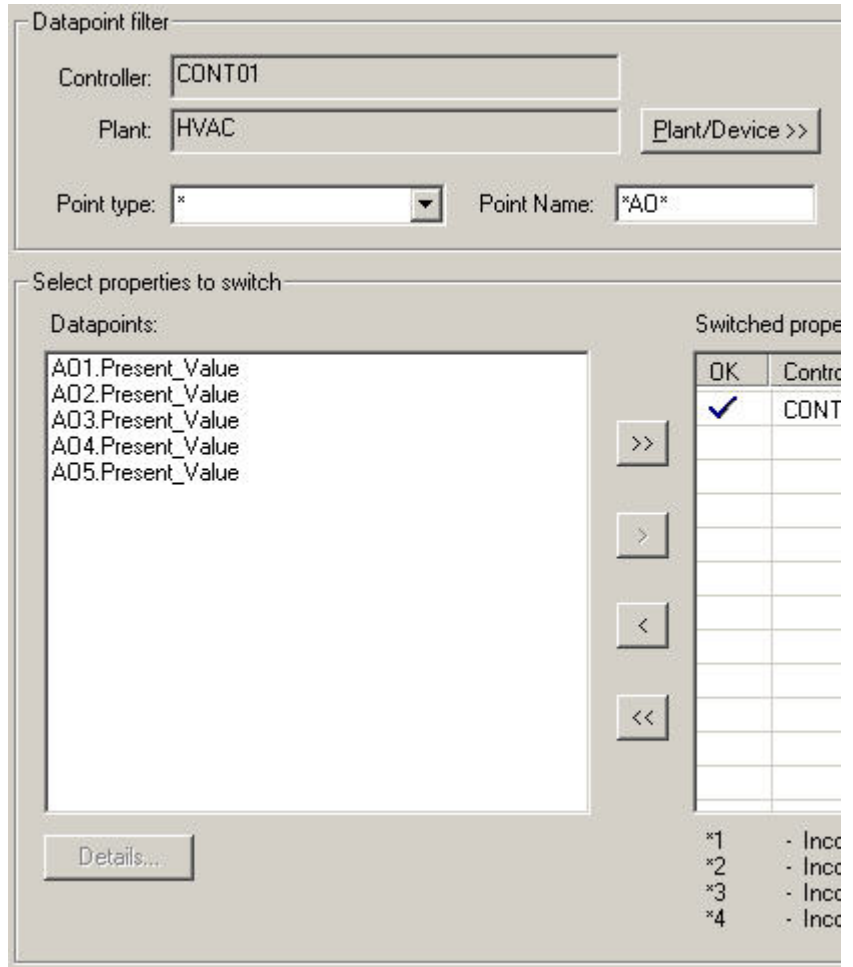 Datapoint filter
Controller: CONT01
Plant: HVAC Plant/Device >>
Point type: * Point Name: *AO*
Select properties to switch
Datapoints:
Switched prope
AO1.Present_Value
AO2.Present_Value
AO3.Present_Value
AO4.Present_Value
AO5.Present_Value
OK Contro
CONT
>>
>
<
<<
Details...
*1 - Inco
*2 - Inco
*3 - Inco
*4 - Inco